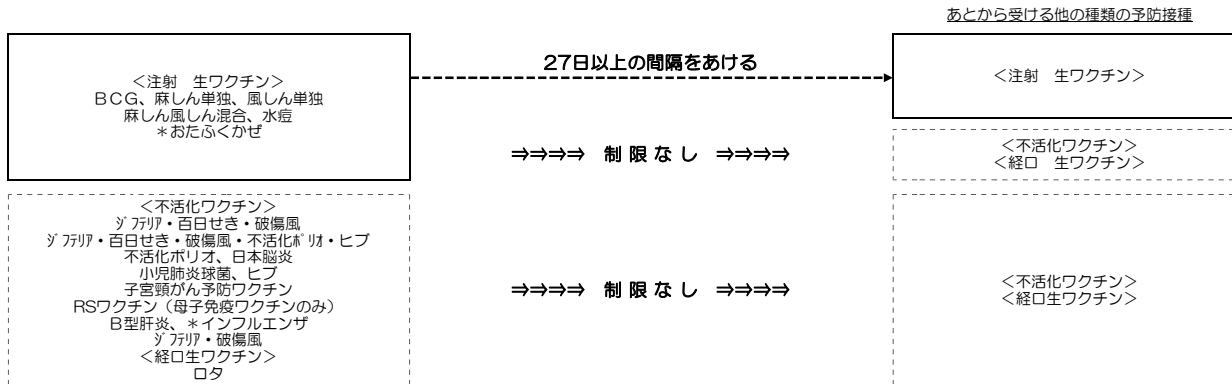 あとから受ける他の種類の予防接種
＜注射　生ワクチン＞
ＢＣＧ、麻しん単独、風しん単独
麻しん風しん混合、水痘
＊おたふくかぜ
27日以上の間隔をあける
＜注射　生ワクチン＞
⇒⇒⇒⇒ 制 限 な し ⇒⇒⇒⇒
＜不活化ワクチン＞
＜経口　生ワクチン＞
＜不活化ワクチン＞
ｼﾞﾌﾃﾘｱ・百日せき・破傷風
ｼﾞﾌﾃﾘｱ・百日せき・破傷風・不活化ﾎﾟﾘｵ・ヒブ
不活化ポリオ、日本脳炎
小児肺炎球菌、ヒブ
子宮頸がん予防ワクチン
RSワクチン（母子免疫ワクチンのみ）
Ｂ型肝炎、＊インフルエンザ
ｼﾞﾌﾃﾘｱ・破傷風
＜経口生ワクチン＞
ロタ
⇒⇒⇒⇒ 制 限 な し ⇒⇒⇒⇒
＜不活化ワクチン＞
＜経口生ワクチン＞